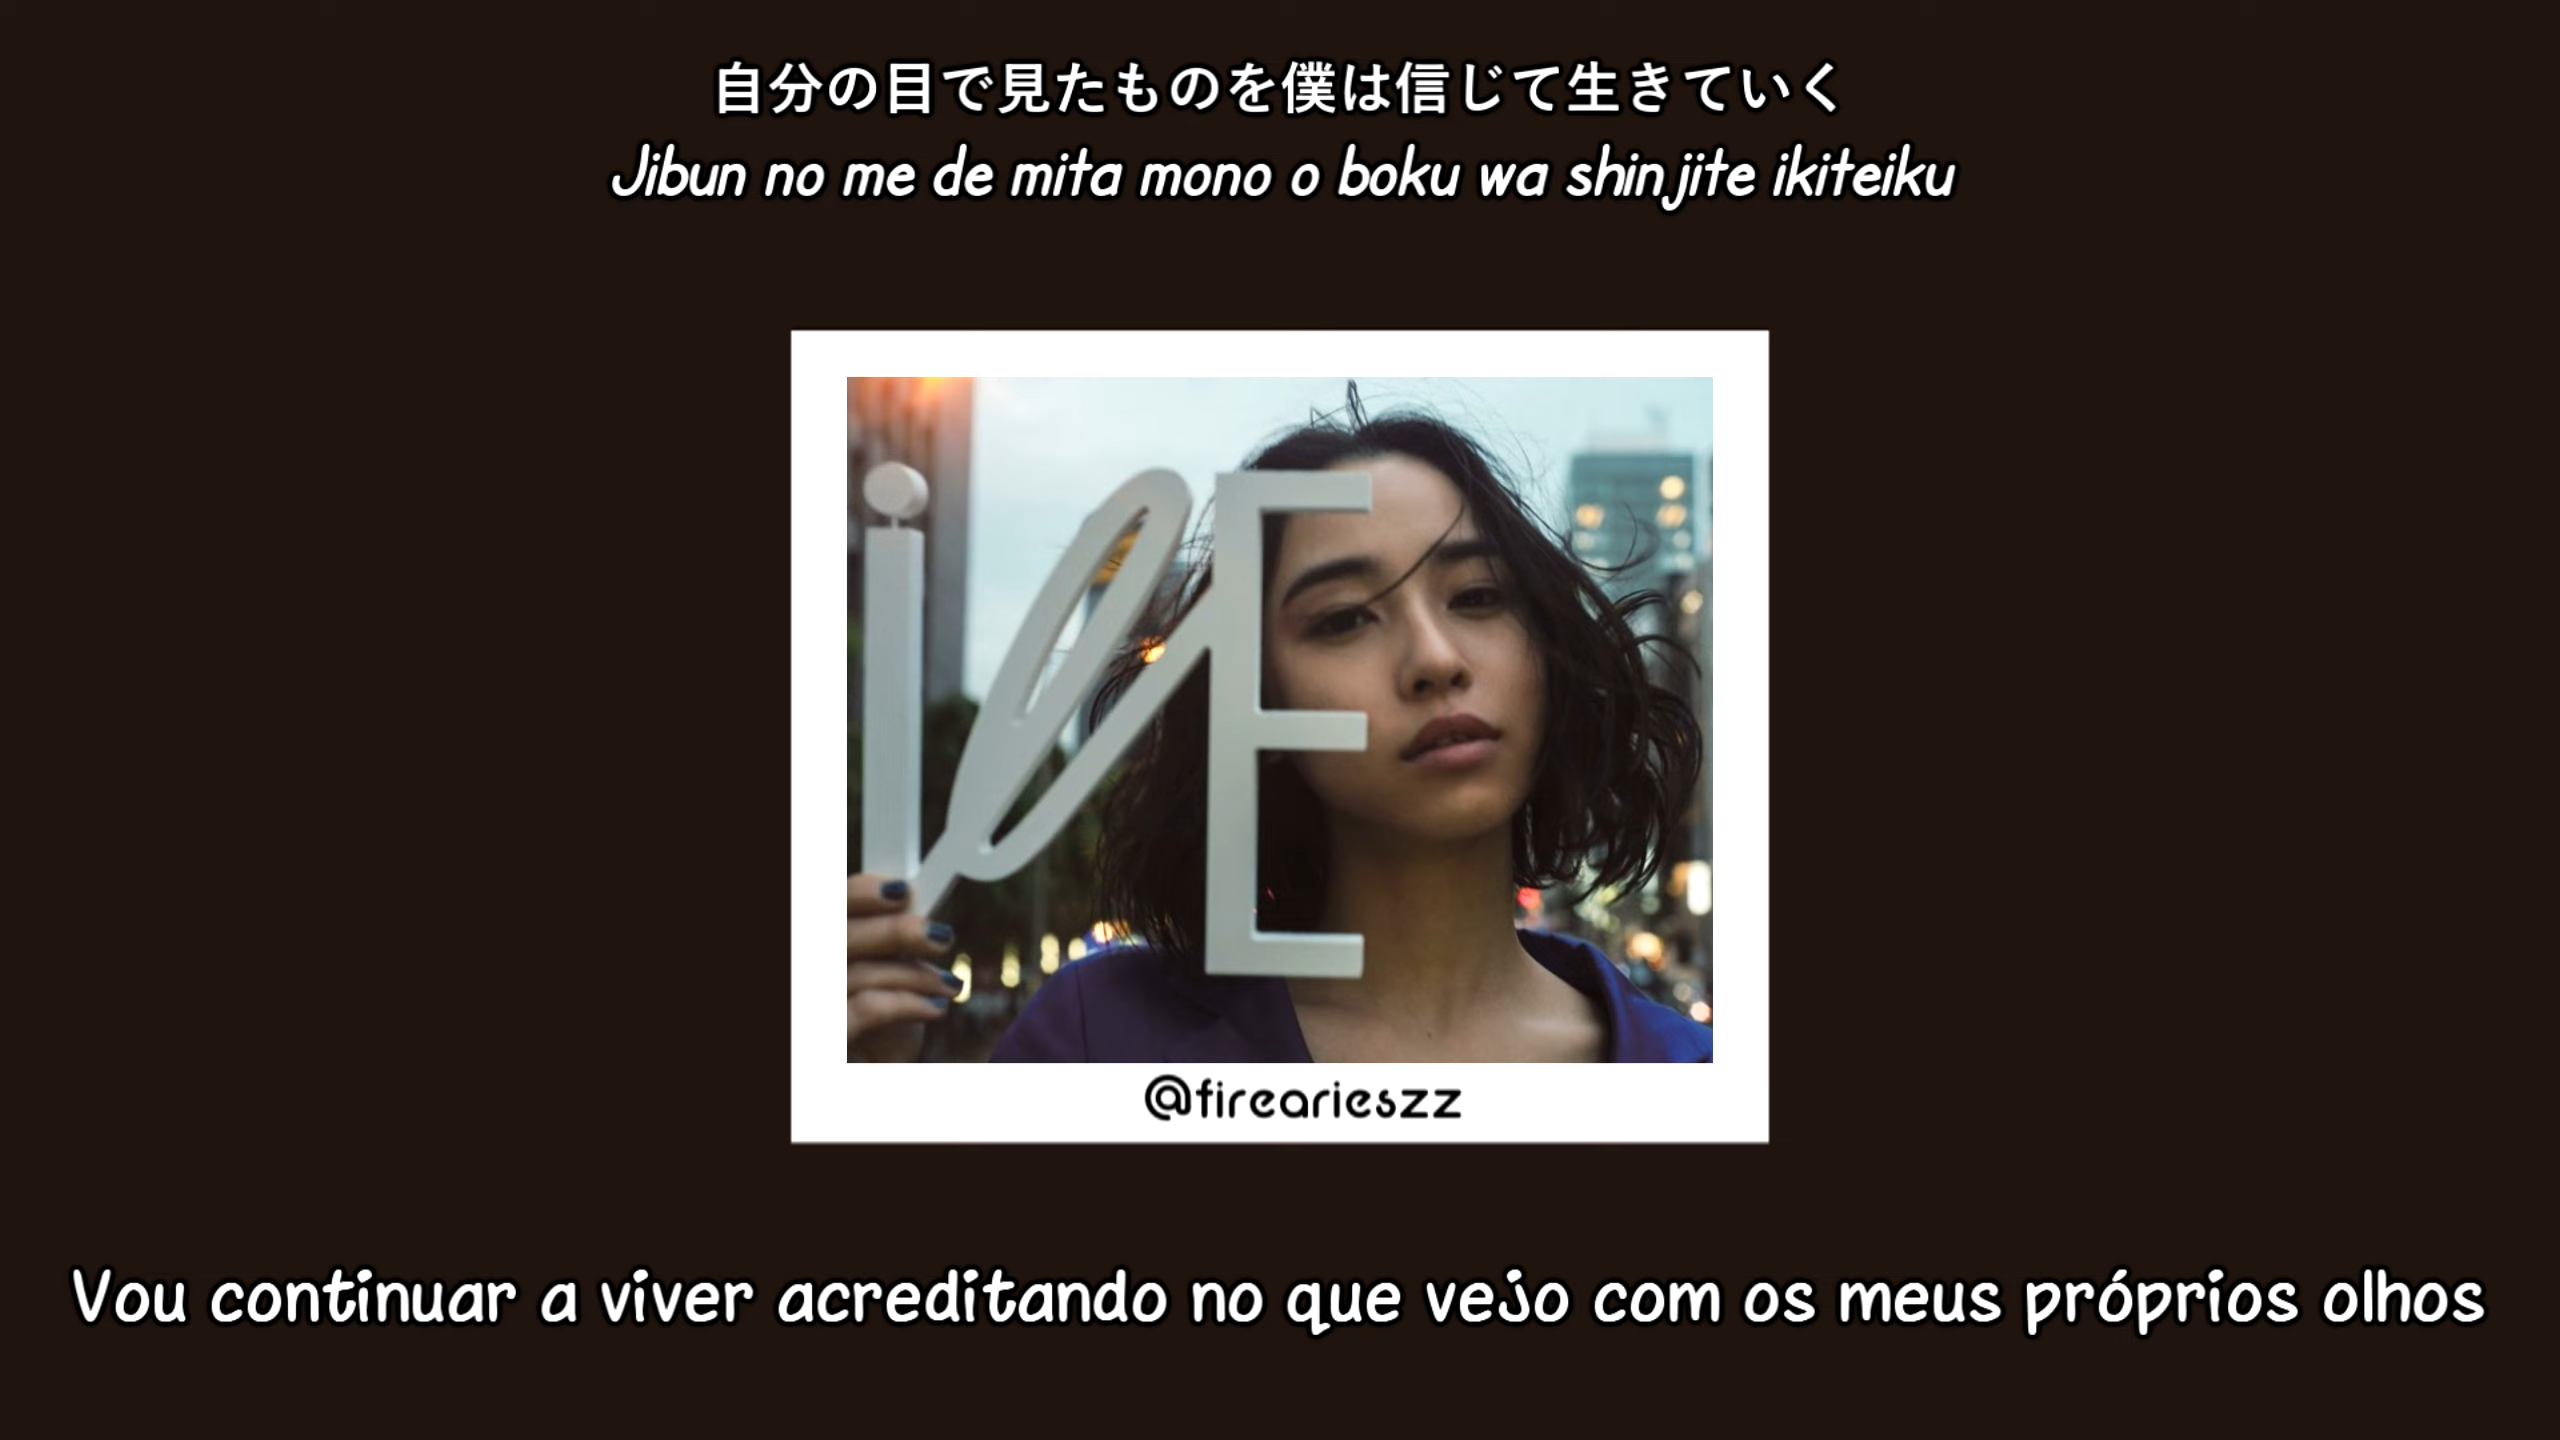 自分の目で見たものを僕は信じて生きていく
Jibun no me de mita mono o boku wa shinjite ikiteiku
ilE
@firearieszz
Vou continuar a viver acreditando no que vejo com os meus próprios olhos